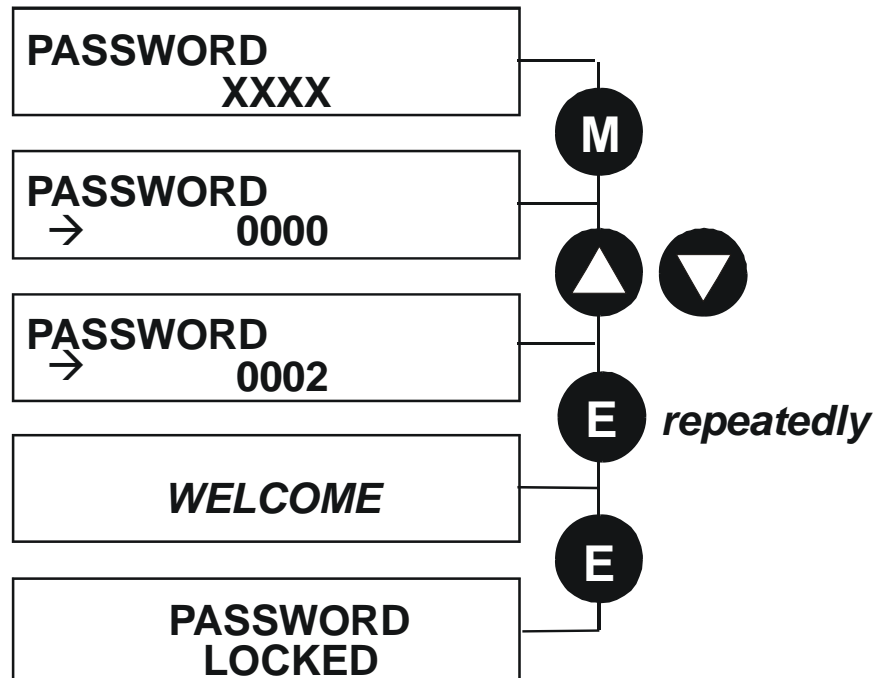 PASSWORD
XXXX
M
PASSWORD
→ 0000
PASSWORD
→ 0002
E repeatedly
WELCOME
E
PASSWORD
LOCKED